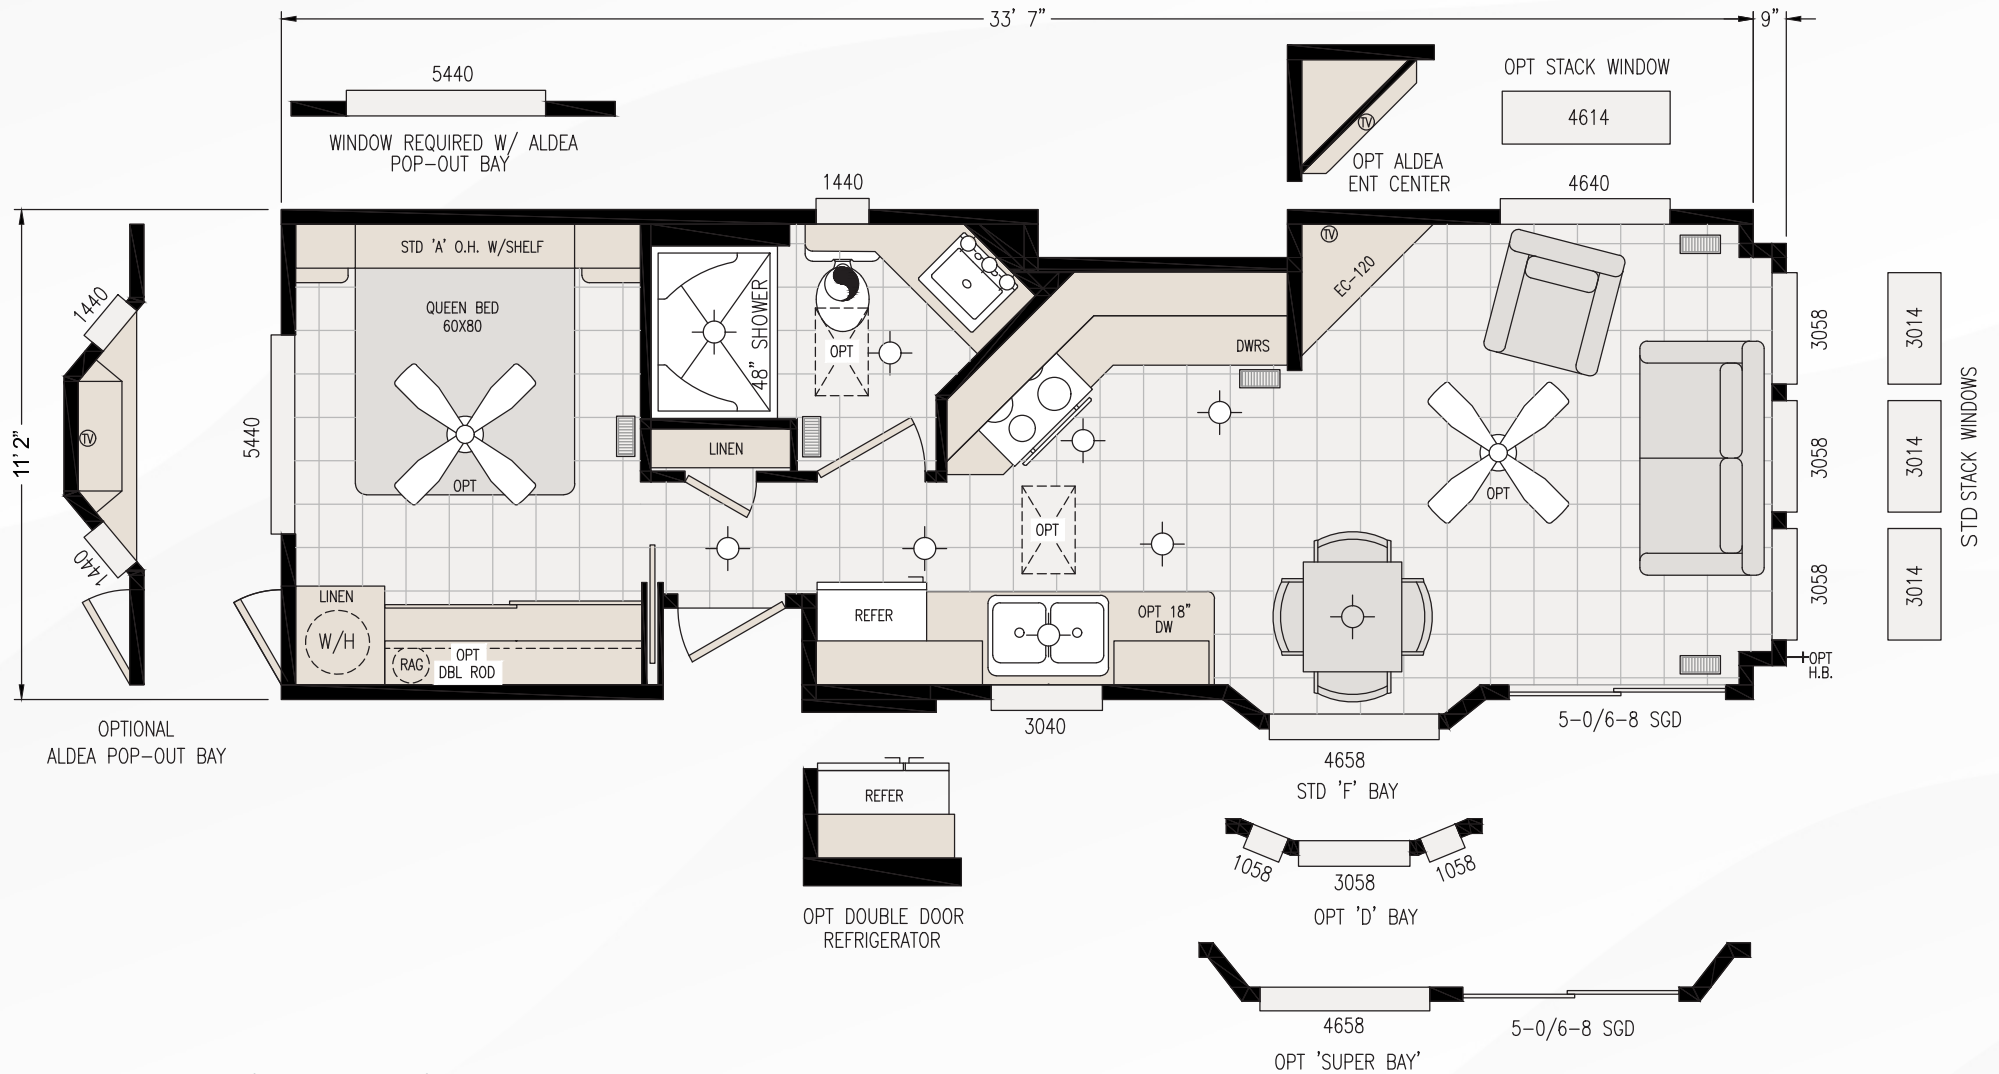 33' 7"
9"
5440
WINDOW REQUIRED W/ ALDEA
POP-OUT BAY
TV
OPT ALDEA
ENT CENTER
OPT STACK WINDOW
4614
1440
4640
11' 2"
1440
TV
1440
OPTIONAL
ALDEA POP-OUT BAY
5440
STD 'A' O.H. W/SHELF
QUEEN BED
60X80
OPT
48" SHOWER
OPT
LINEN
LINEN
W/H
RAG
OPT
DBL ROD
TV
EC-120
DWRS
OPT
OPT
REFER
OPT 18"
DW
3058
3058
3058
3014
3014
3014
STD STACK WINDOWS
OPT
H.B.
3040
5-0/6-8 SGD
4658
STD 'F' BAY
REFER
OPT DOUBLE DOOR
REFRIGERATOR
1058
3058
1058
OPT 'D' BAY
4658
5-0/6-8 SGD
OPT 'SUPER BAY'